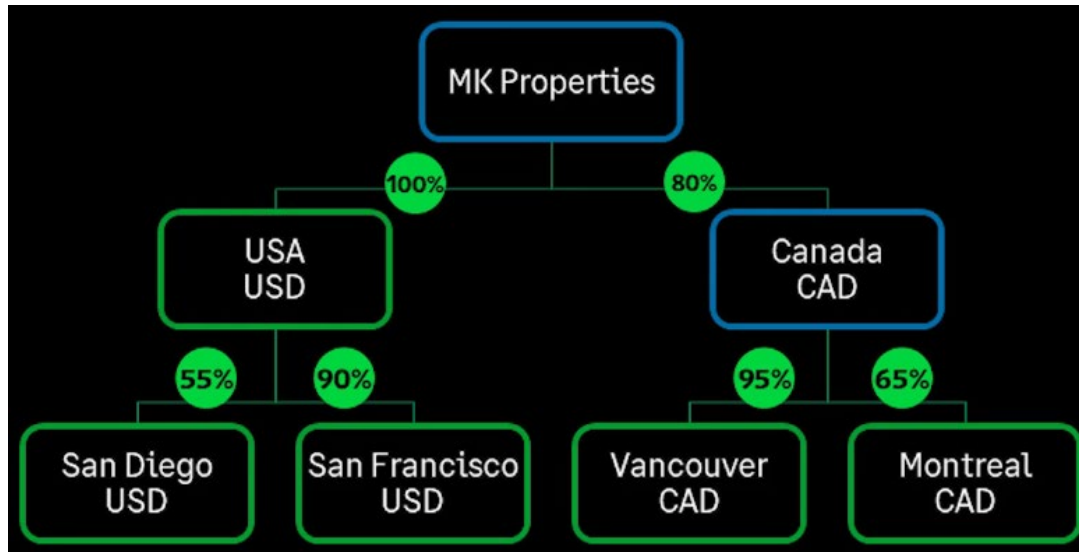 MK Properties
100%
80%
USA
USD
Canada
CAD
55%
90%
95%
65%
San Diego
USD
San Francisco
USD
Vancouver
CAD
Montreal
CAD